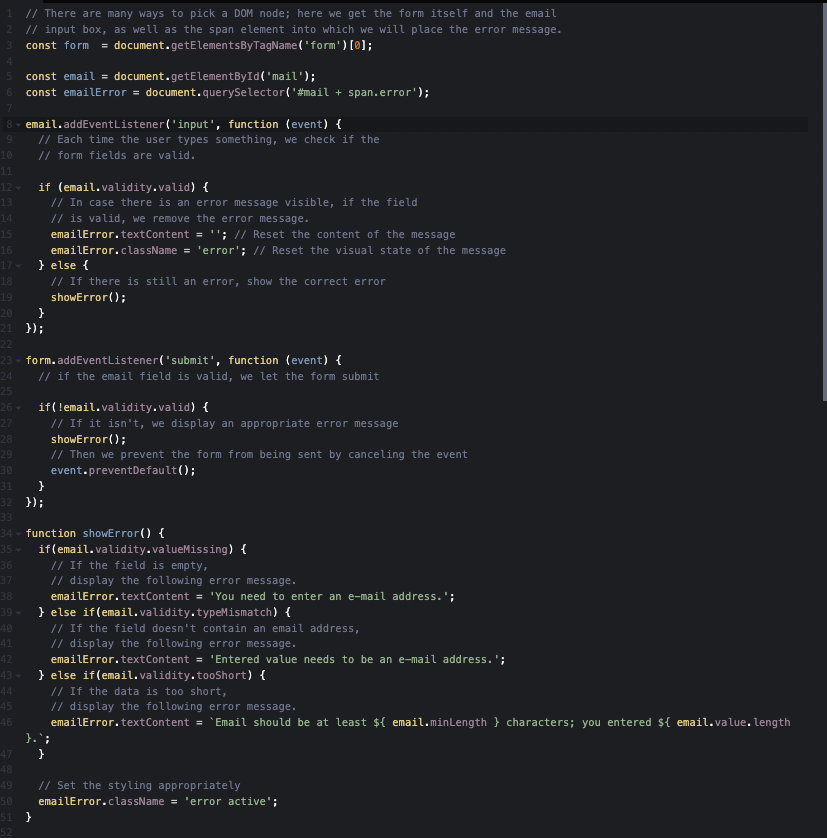 1 // There are many ways to pick a DOM node; here we get the form itself and the email
2 // input box, as well as the span element into which we will place the error message.
3 const form  = document.getElementsByTagName('form')[0];
4
5 const email = document.getElementById('mail');
6 const emailError = document.querySelector('#mail + span.error');
7
8 email.addEventListener('input', function (event) {
9   // Each time the user types something, we check if the
10   // form fields are valid.
11
12   if (email.validity.valid) {
13     // In case there is an error message visible, if the field
14     // is valid, we remove the error message.
15     emailError.textContent = ''; // Reset the content of the message
16     emailError.className = 'error'; // Reset the visual state of the message
17   } else {
18     // If there is still an error, show the correct error
19     showError();
20   }
21 });
22
23 form.addEventListener('submit', function (event) {
24   // if the email field is valid, we let the form submit
25
26   if(!email.validity.valid) {
27     // If it isn't, we display an appropriate error message
28     showError();
29     // Then we prevent the form from being sent by canceling the event
30     event.preventDefault();
31   }
32 });
33
34 function showError() {
35   if(email.validity.valueMissing) {
36     // If the field is empty,
37     // display the following error message.
38     emailError.textContent = 'You need to enter an e-mail address.';
39   } else if(email.validity.typeMismatch) {
40     // If the field doesn't contain an email address,
41     // display the following error message.
42     emailError.textContent = 'Entered value needs to be an e-mail address.';
43   } else if(email.validity.tooShort) {
44     // If the data is too short,
45     // display the following error message.
46     emailError.textContent = `Email should be at least ${ email.minLength } characters; you entered ${ email.value.length
}.`;
47   }
48
49   // Set the styling appropriately
50   emailError.className = 'error active';
51 }
52